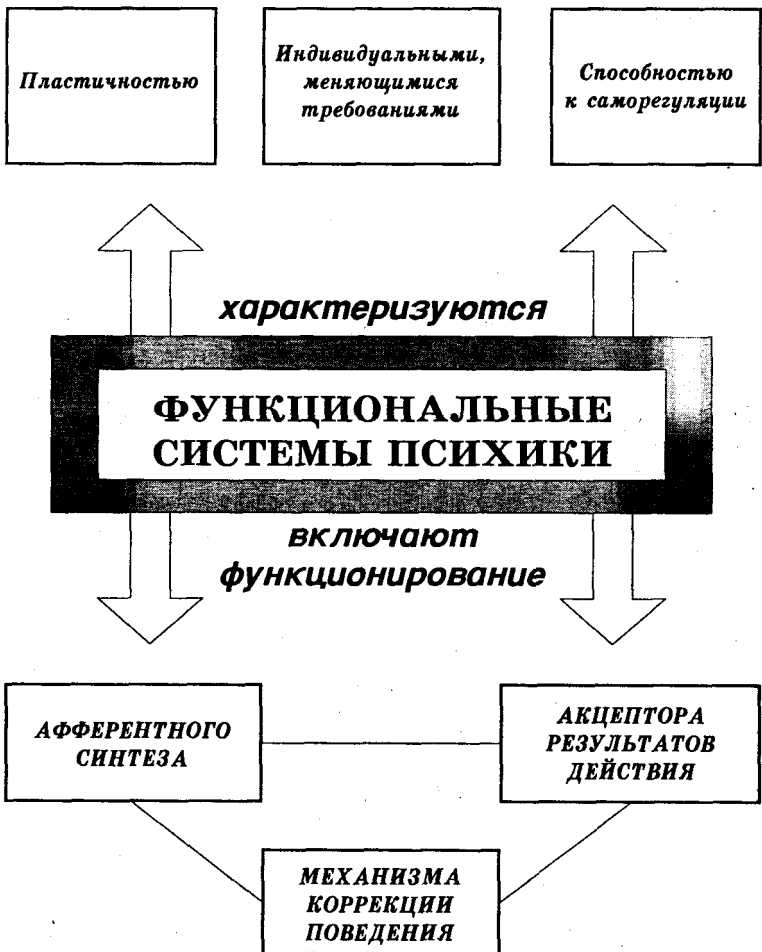 Пластичностью
Индивидуальными,
меняющимися
требованиями
Способностью
к саморегуляции
характеризуются
ФУНКЦИОНАЛЬНЫЕ
СИСТЕМЫ ПСИХИКИ
включают
функционирование
АФФЕРЕНТНОГО
СИНТЕЗА
АКЦЕПТОРА
РЕЗУЛЬТАТОВ
ДЕЙСТВИЯ
МЕХАНИЗМА
КОРРЕКЦИИ
ПОВЕДЕНИЯ